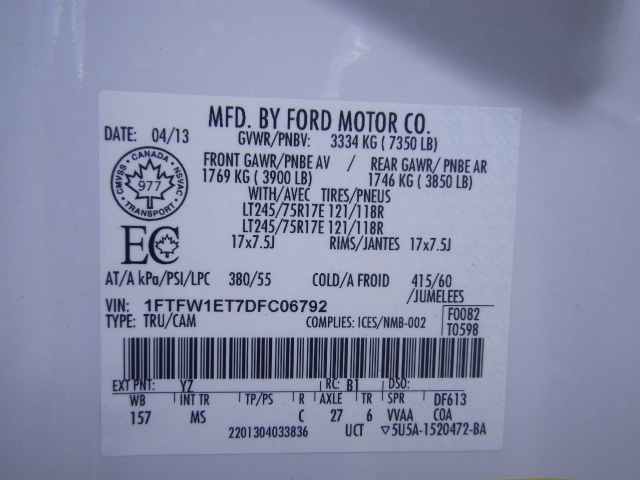 MFD. BY FORD MOTOR CO.
DATE: 04/13
GVWR/PNBV: 3334 KG ( 7350 LB)
FRONT GAWR/PNBE AV / REAR GAWR/ PNBE AR
1769 KG ( 3900 LB) 1746 KG ( 3850 LB)
WITH/AVEC TIRES/PNEUS
LT245/75R17E 121/118R
LT245/75R17E 121/118R
17x7.5J RIMS/JANTES 17x7.5J
CANADA
CMVSS NSVAC
977
TRANSPORT
EC
AT/A kPa/PSI/LPC 380/55 COLD/A FROID 415/60
/JUMELEES
VIN: 1FTFW1ET7DFC06792
TYPE: TRU/CAM COMPLIES: ICES/NMB-002
F0082
T0598
EXT PNT: YZ RC: B1 DSO:
WB INT TR TP/PS R AXLE TR SPR DF613
157 MS C 27 6 VVAA COA
2201304033836 UCT ▽5U5A-1520472-BA